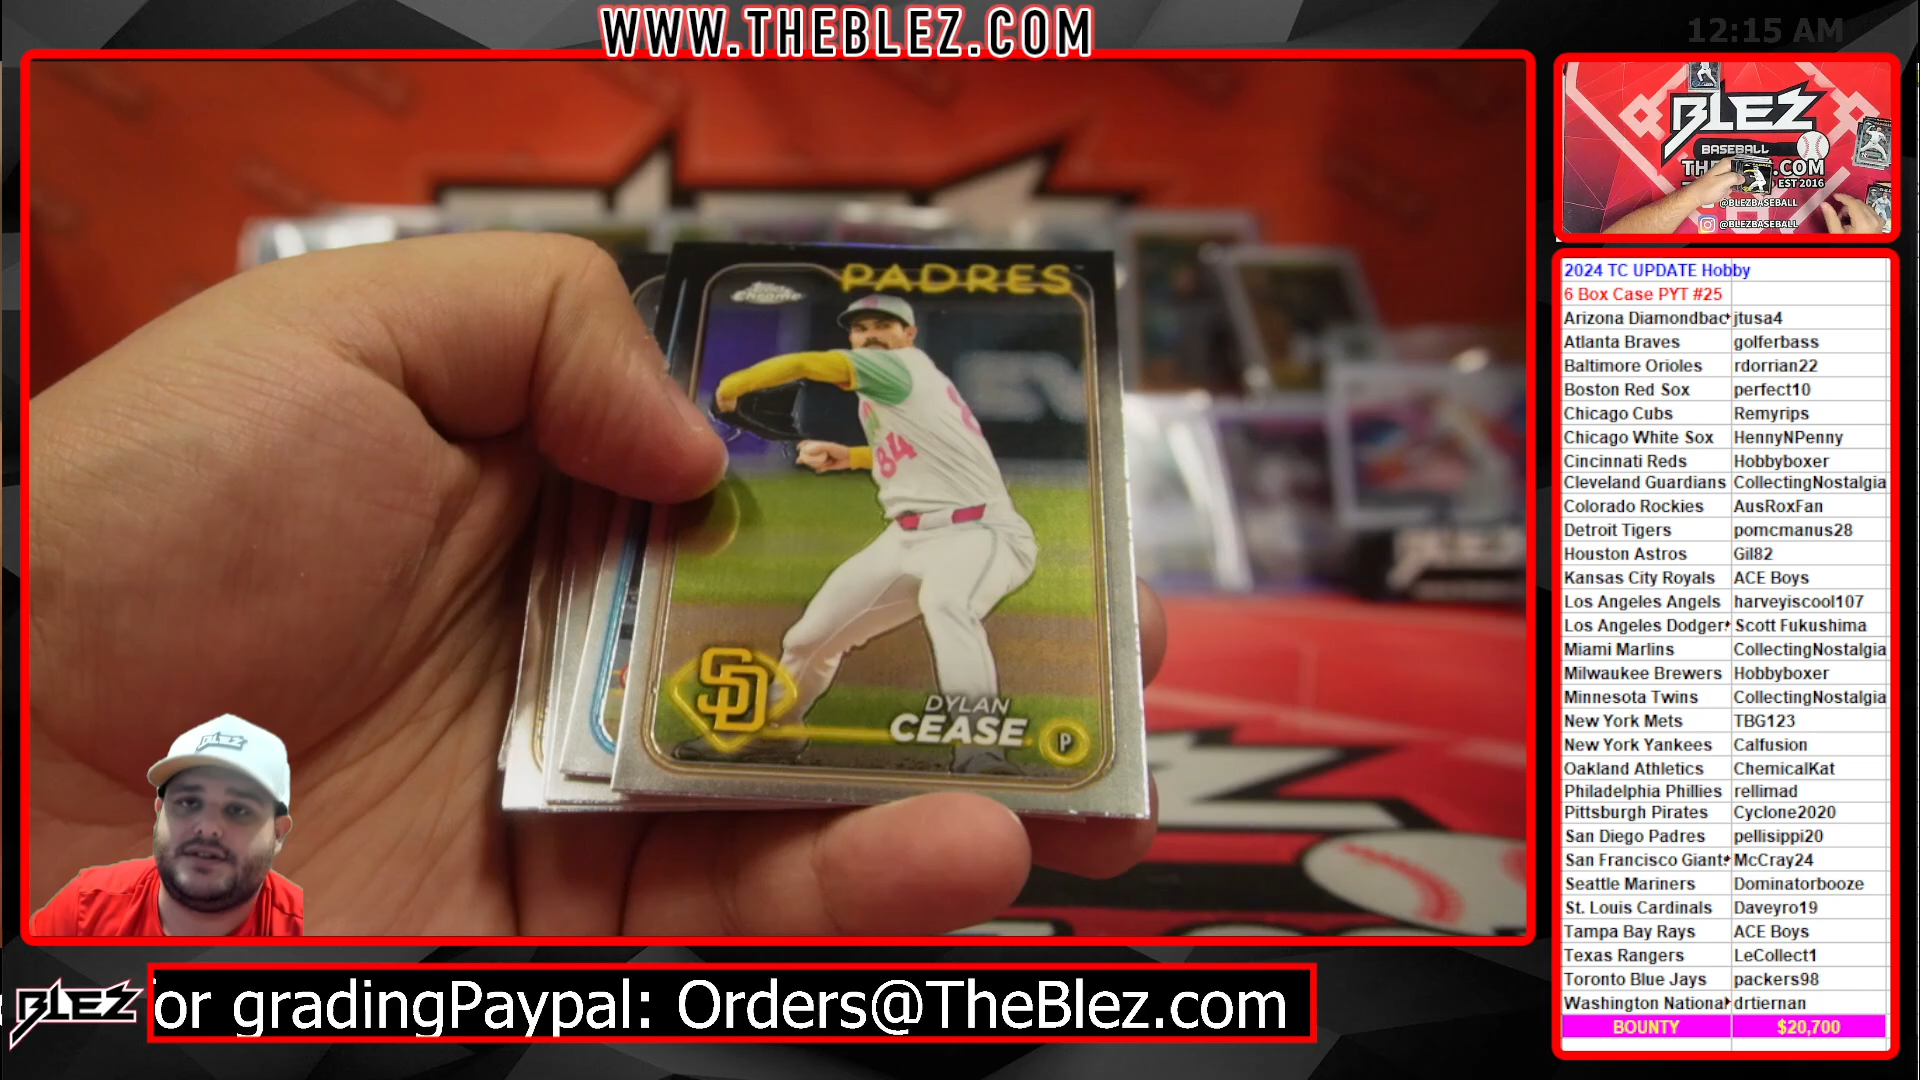 WWW.THEBLEZ.COM
12:15 AM
PADRES
Topps Chrome
84
SD
DYLAN
CEASE
P
BLEZ
BASEBALL
.COM
EST 2016
@BLEZBASEBALL
@BLEZBASEBALL
2024 TC UPDATE Hobby
6 Box Case PYT #25
Arizona Diamondbac jtusa4
Atlanta Braves golferbass
Baltimore Orioles rdorrian22
Boston Red Sox perfect10
Chicago Cubs Remyrips
Chicago White Sox HennyNPenny
Cincinnati Reds Hobbyboxer
Cleveland Guardians CollectingNostalgia
Colorado Rockies AusRoxFan
Detroit Tigers pomcmanus28
Houston Astros Gil82
Kansas City Royals ACE Boys
Los Angeles Angels harveyiscool107
Los Angeles Dodger Scott Fukushima
Miami Marlins CollectingNostalgia
Milwaukee Brewers Hobbyboxer
Minnesota Twins CollectingNostalgia
New York Mets TBG123
New York Yankees Calfusion
Oakland Athletics ChemicalKat
Philadelphia Phillies rellimad
Pittsburgh Pirates Cyclone2020
San Diego Padres pellisippi20
San Francisco Giant McCray24
Seattle Mariners Dominatorbooze
St. Louis Cardinals Daveyro19
Tampa Bay Rays ACE Boys
Texas Rangers LeCollect1
Toronto Blue Jays packers98
Washington National drtiernan
BOUNTY $20,700
BLEZ
BLEZ
or gradingPaypal: Orders@TheBlez.com